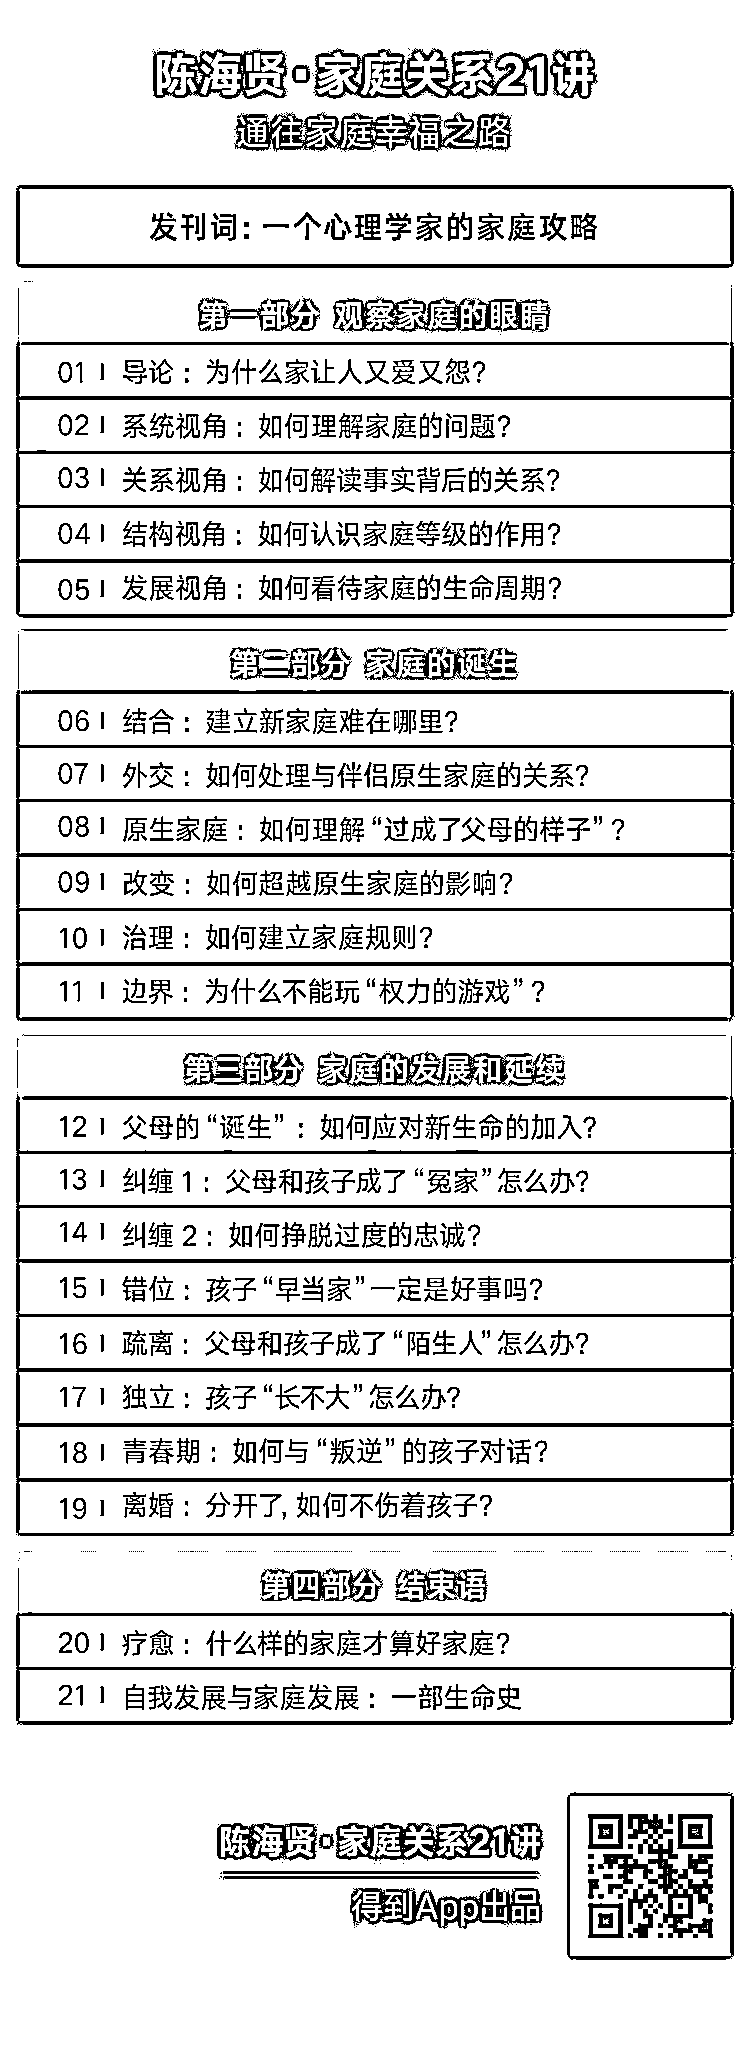 陈海贤·家庭关系21讲
通往家庭幸福之路
发刊词：一个心理学家的家庭攻略
第一部分 观察家庭的眼睛
01 | 导论：为什么家让人又爱又怨？
02 | 系统视角：如何理解家庭的问题？
03 | 关系视角：如何解读事实背后的关系？
04 | 结构视角：如何认识家庭等级的作用？
05 | 发展视角：如何看待家庭的生命周期？
第二部分 家庭的诞生
06 | 结合：建立新家庭难在哪里？
07 | 外交：如何处理与伴侣原生家庭的关系？
08 | 原生家庭：如何理解“过成了父母的样子”？
09 | 改变：如何超越原生家庭的影响？
10 | 治理：如何建立家庭规则？
11 | 边界：为什么不能玩“权力的游戏”？
第三部分 家庭的发展和延续
12 | 父母的“诞生”：如何应对新生命的加入？
13 | 纠缠1：父母和孩子成了“冤家”怎么办？
14 | 纠缠2：如何挣脱过度的忠诚？
15 | 错位：孩子“早当家”一定是好事吗？
16 | 疏离：父母和孩子成了“陌生人”怎么办？
17 | 独立：孩子“长不大”怎么办？
18 | 青春期：如何与“叛逆”的孩子对话？
19 | 离婚：分开了，如何不伤着孩子？
第四部分 结束语
20 | 疗愈：什么样的家庭才算好家庭？
21 | 自我发展与家庭发展：一部生命史
陈海贤·家庭关系21讲
得到App出品